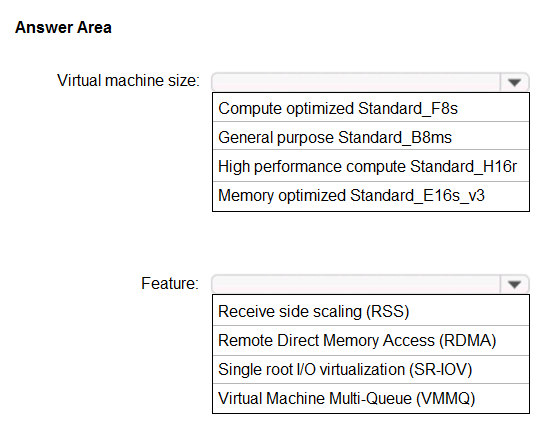 Answer Area
Virtual machine size:
Compute optimized Standard_F8s
General purpose Standard_B8ms
High performance compute Standard_H16r
Memory optimized Standard_E16s_v3
Feature:
Receive side scaling (RSS)
Remote Direct Memory Access (RDMA)
Single root I/O virtualization (SR-IOV)
Virtual Machine Multi-Queue (VMMQ)